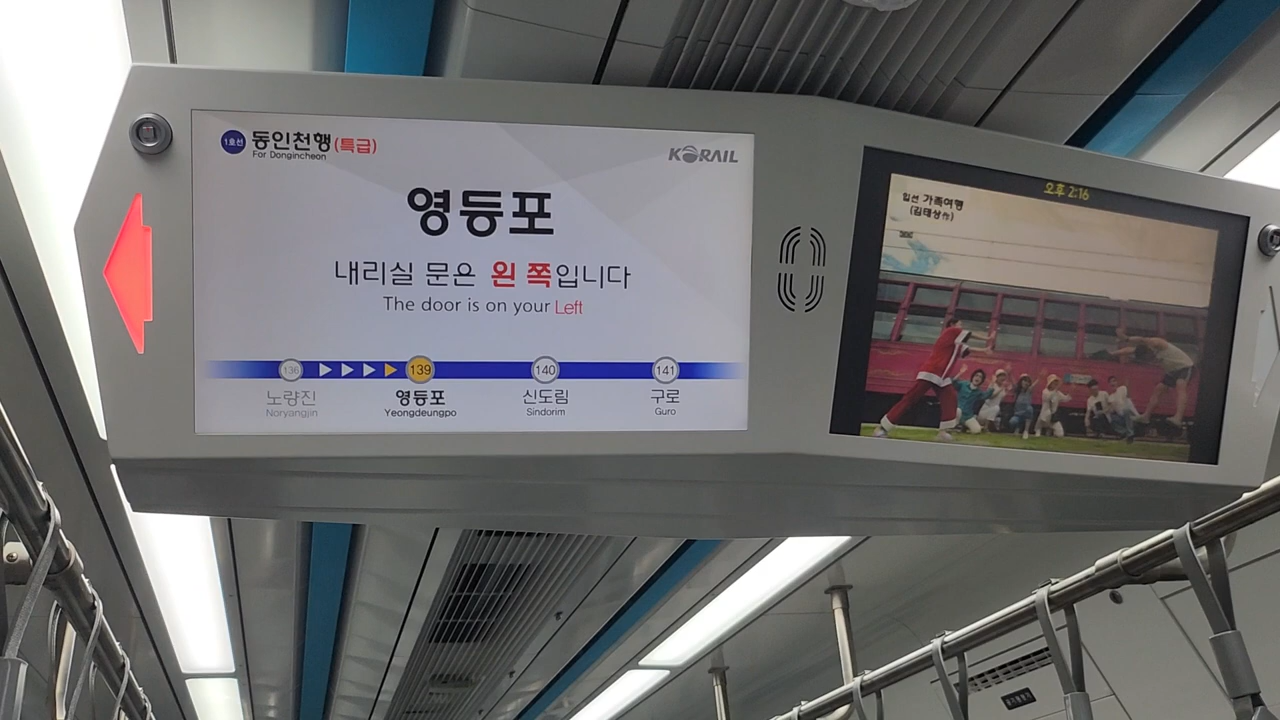 1호선 동인천행(특급)
For Dongincheon
KORAIL
영등포
내리실 문은 왼 쪽입니다
The door is on your Left
136 139 140 141
노량진 영등포 신도림 구로
Noryangjin Yeongdeungpo Sindorim Guro
오후 2:16
입선 가족여행
(김태상作)